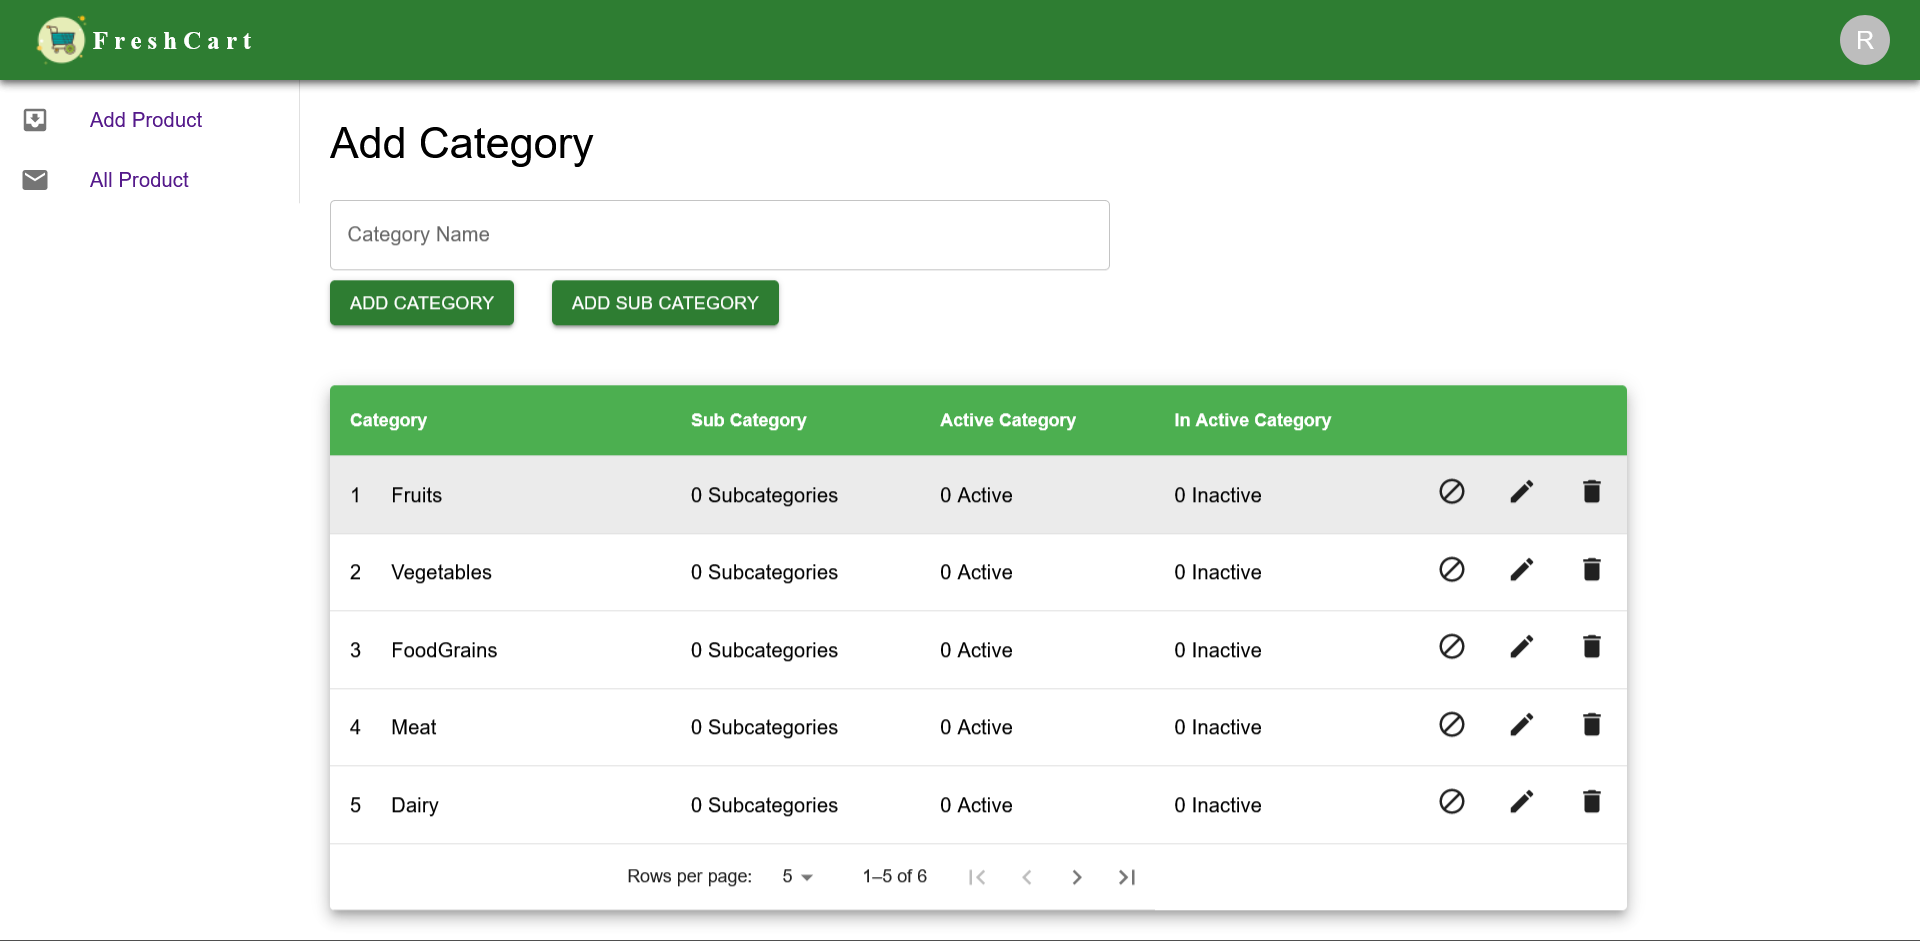 FreshCart
R
Add Product
All Product
Add Category
Category Name
ADD CATEGORY ADD SUB CATEGORY
Category Sub Category Active Category In Active Category
1 Fruits 0 Subcategories 0 Active 0 Inactive
2 Vegetables 0 Subcategories 0 Active 0 Inactive
3 FoodGrains 0 Subcategories 0 Active 0 Inactive
4 Meat 0 Subcategories 0 Active 0 Inactive
5 Dairy 0 Subcategories 0 Active 0 Inactive
Rows per page: 5 1–5 of 6